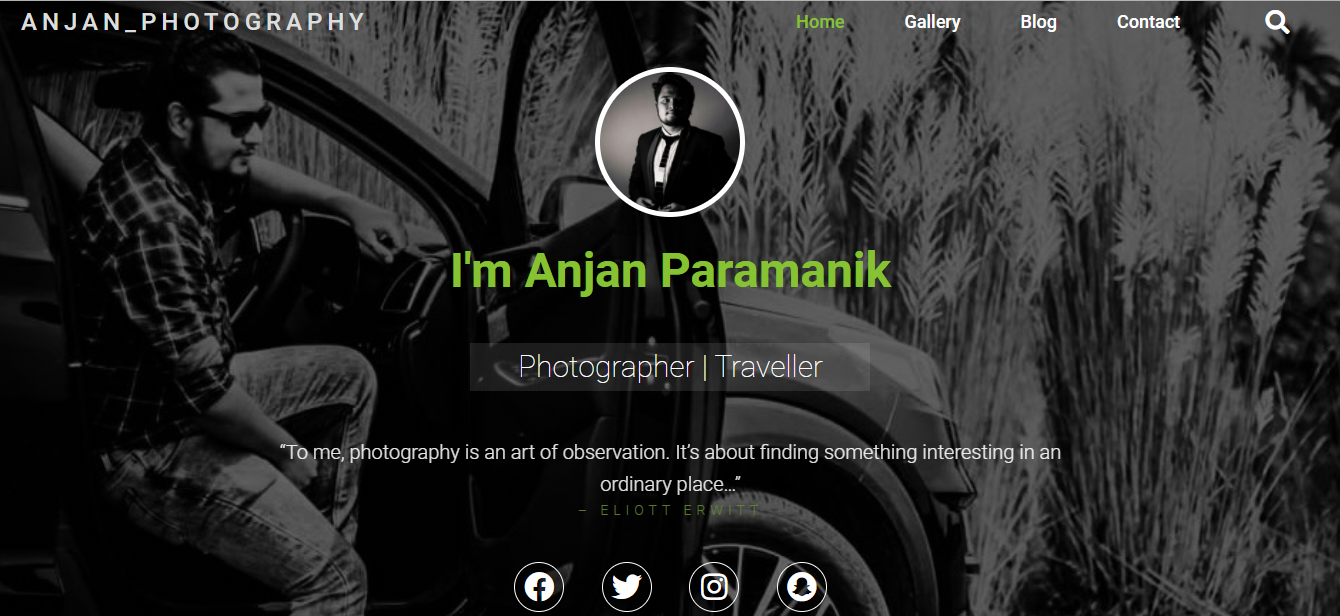 ANJAN_PHOTOGRAPHY
Home Gallery Blog Contact
I'm Anjan Paramanik
Photographer | Traveller
“To me, photography is an art of observation. It’s about finding something interesting in an
ordinary place…”
– ELIOTT ERWITT